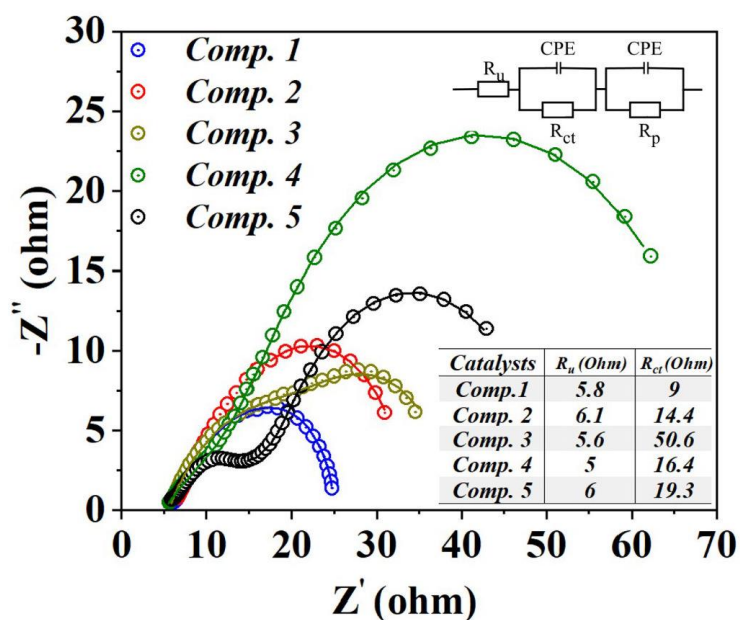 30
25
20
15
10
5
0
-Z'' (ohm)
Comp. 1
Comp. 2
Comp. 3
Comp. 4
Comp. 5
CPE CPE
Ru
Rct Rp
Catalysts Ru (Ohm) Rct (Ohm)
Comp.1 5.8 9
Comp. 2 6.1 14.4
Comp. 3 5.6 50.6
Comp. 4 5 16.4
Comp. 5 6 19.3
0 10 20 30 40 50 60 70
Z' (ohm)